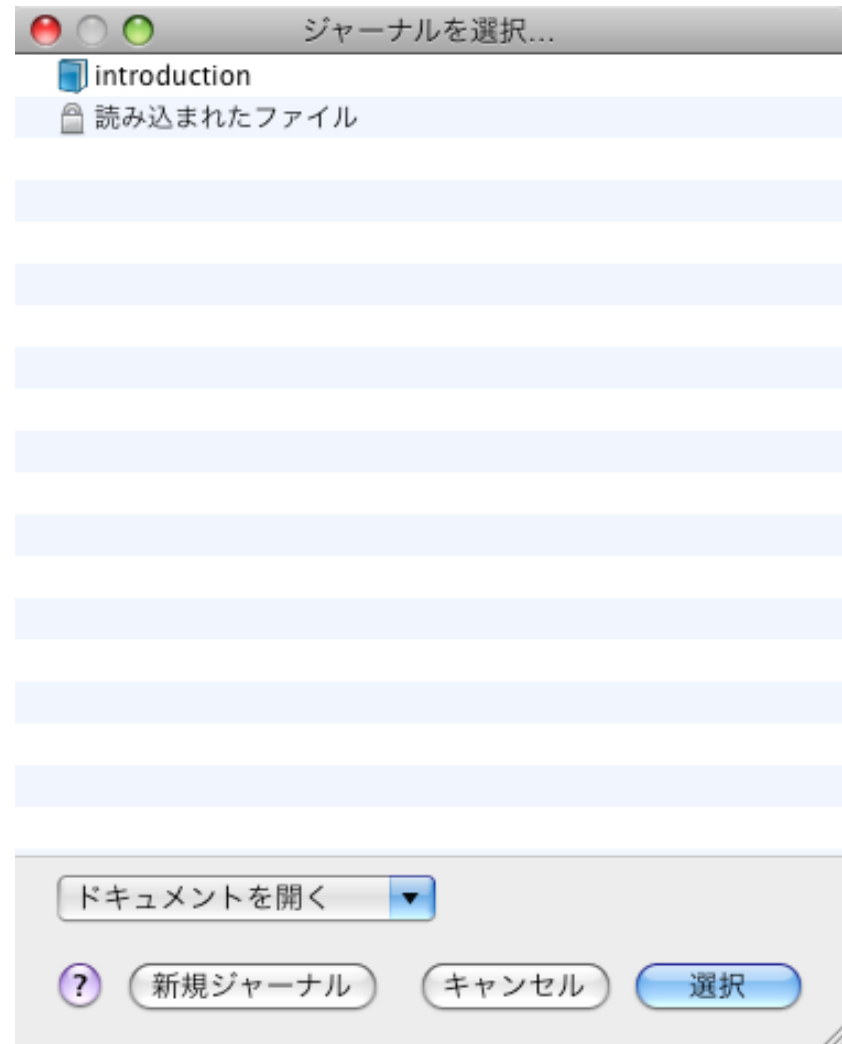 ジャーナルを選択...
introduction
読み込まれたファイル
ドキュメントを開く
? 新規ジャーナル キャンセル 選択